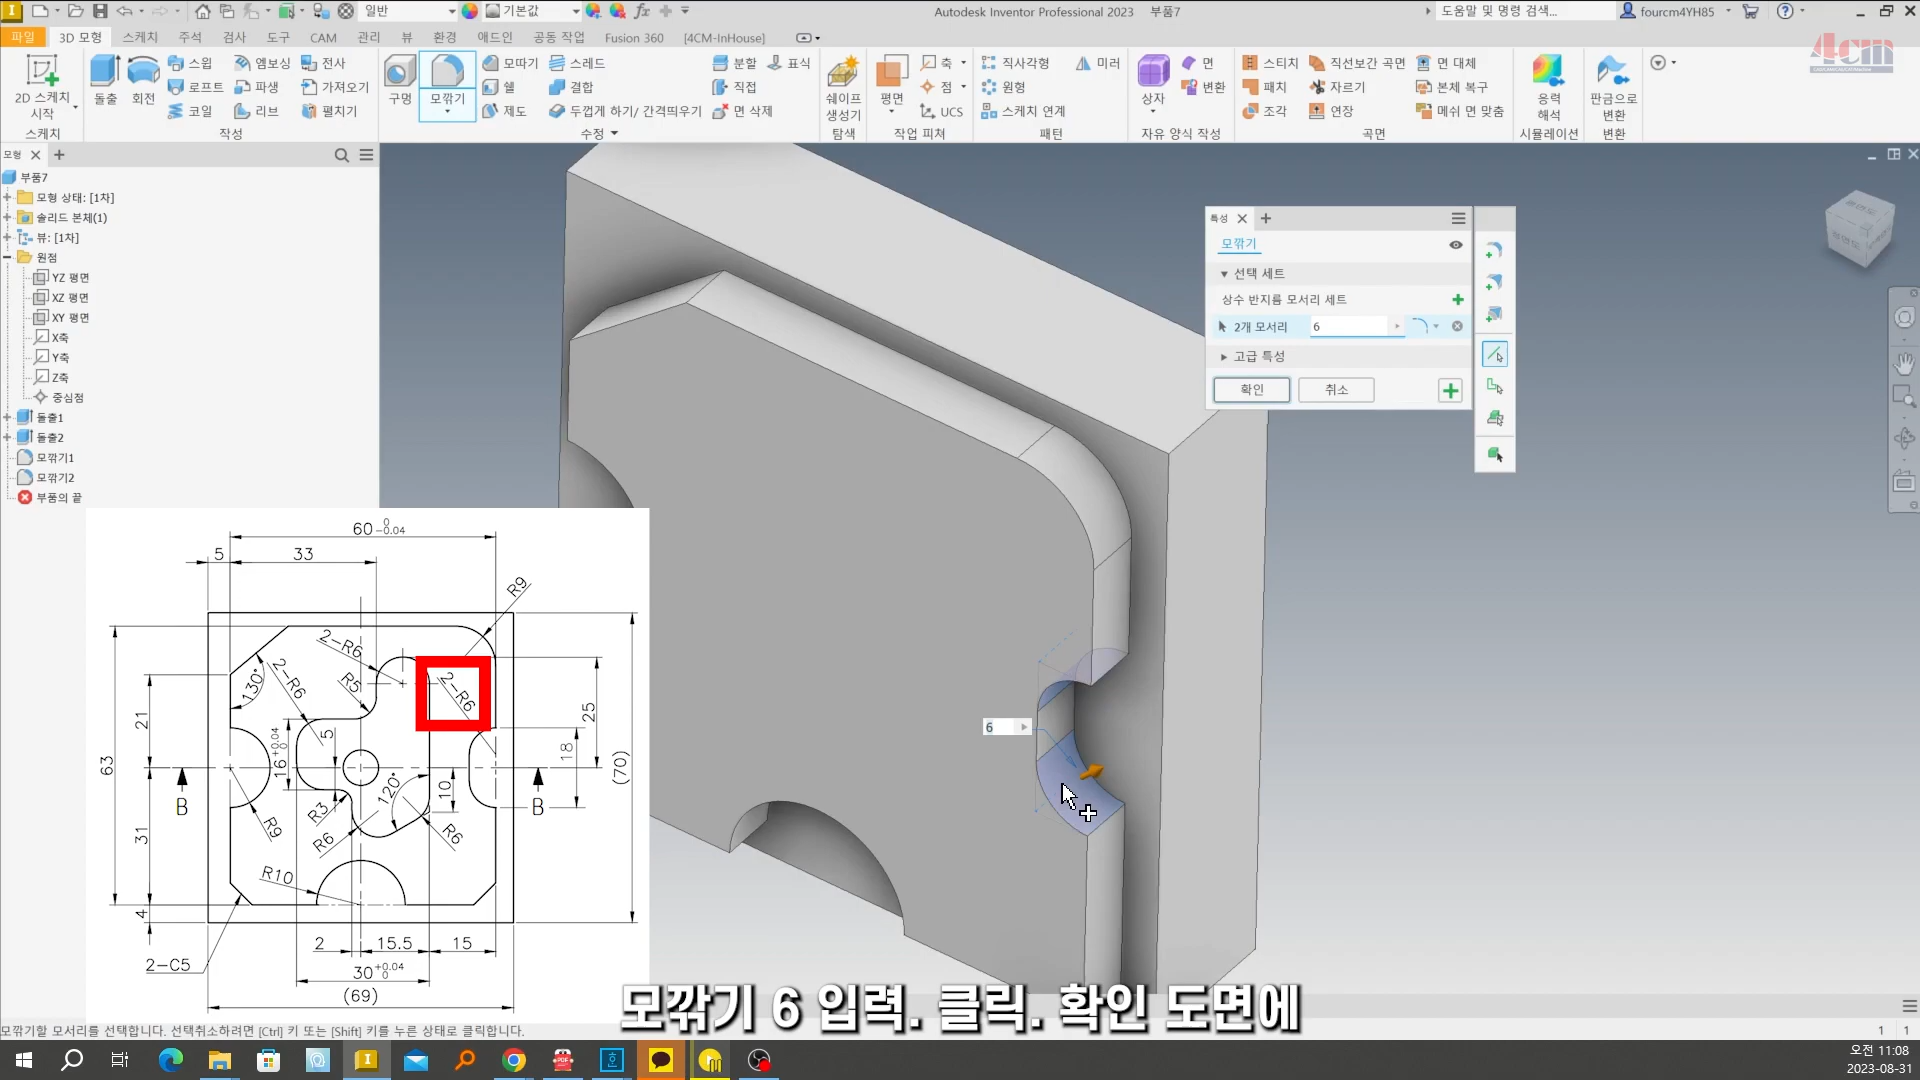 일반
기본값
Autodesk Inventor Professional 2023 부품7
도움말 및 명령 검색...
fourcm4YH85
파일 3D 모형 스케치 주석 검사 도구 CAM 관리 뷰 환경 애드인 공동 작업 Fusion 360 [4CM-InHouse]
4cm
2D 스케치 시작
스케치
돌출
회전
스윕
로프트
코일
엠보싱
파생
리브
전사
가져오기
펼치기
작성
구멍
모깎기
모따기
쉘
제도
스레드
결합
두껍게 하기/ 간격띄우기
분할
직접
면 삭제
표식
수정
쉐이프 생성기
탐색
평면
축
점
UCS
작업 피쳐
직사각형
원형
스케치 연계
미러
패턴
상자
면
변환
자유 양식 작성
스티치
패치
조각
직선보간 곡면
자르기
연장
면 대체
본체 복구
메쉬 면 맞춤
곡면
응력 해석
시뮬레이션
판금으로 변환
변환
모형
부품7
모형 상태: [1차]
솔리드 본체(1)
뷰: [1차]
원점
YZ 평면
XZ 평면
XY 평면
X축
Y축
Z축
중심점
돌출1
돌출2
모깎기1
모깎기2
부품의 끝
특성
모깎기
선택 세트
상수 반지름 모서리 세트
2개 모서리 6
고급 특성
확인 취소
6
60 0 -0.04
5 33
R9
2-R6
2-R6
130°
R5
2-R6
21
5
16 +0.04 0
25
18
63
(70)
B B
120°
10
R3
R9
R6
R6
31
R10
4
2 15.5 15
2-C5
30 +0.04 0
(69)
모깎기 6 입력. 클릭. 확인 도면에
모깎기할 모서리를 선택합니다. 선택취소하려면 [Ctrl] 키 또는 [Shift] 키를 누른 상태로 클릭합니다.
1 1
오전 11:08
2023-08-31